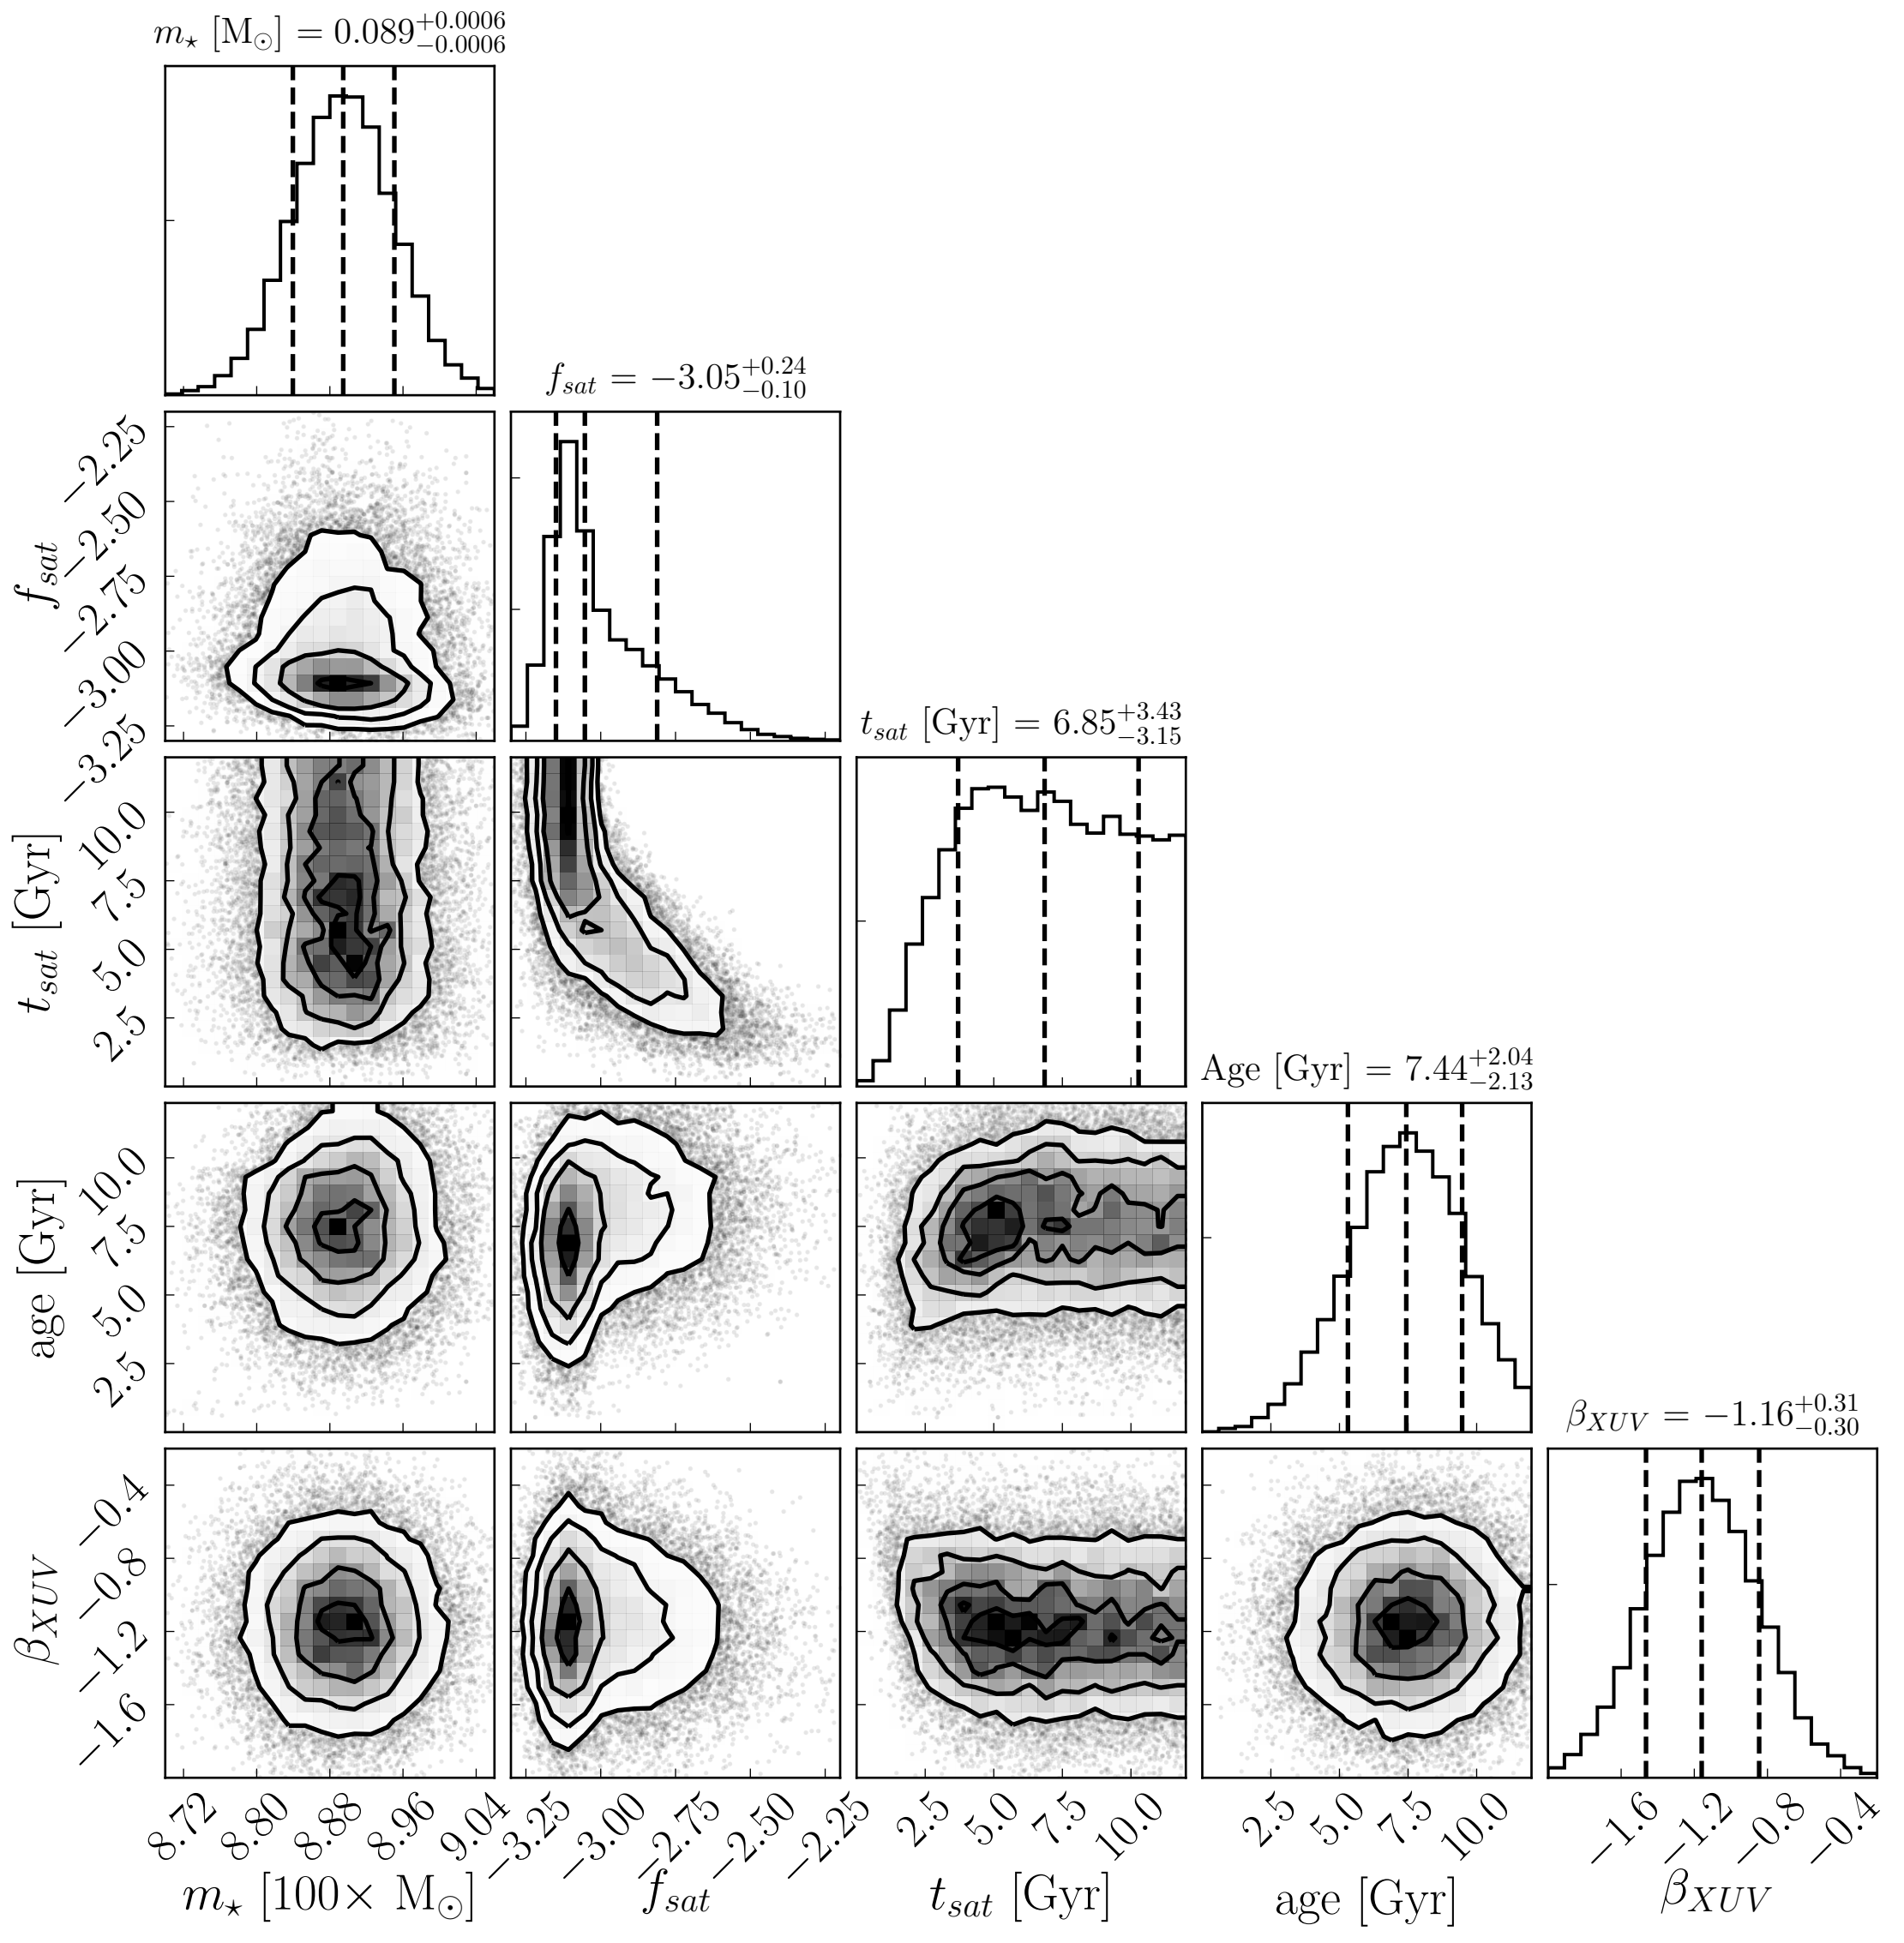 m⋆ [M⊙] = 0.089+0.0006−0.0006
fsat = −3.05+0.24−0.10
−2.25
−2.50
−2.75
−3.00
−3.25
fsat
tsat [Gyr] = 6.85+3.43−3.15
10.0
7.5
5.0
2.5
tsat [Gyr]
Age [Gyr] = 7.44+2.04−2.13
10.0
7.5
5.0
2.5
age [Gyr]
βXUV = −1.16+0.31−0.30
−0.4
−0.8
−1.2
−1.6
βXUV
8.72 8.80 8.88 8.96 9.04 −3.25 −3.00 −2.75 −2.50 −2.25 2.5 5.0 7.5 10.0 2.5 5.0 7.5 10.0 −1.6 −1.2 −0.8 −0.4
m⋆ [100× M⊙] fsat tsat [Gyr] age [Gyr] βXUV